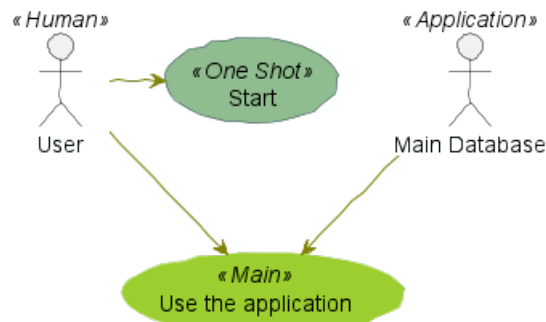 «Human»
User
«One Shot»
Start
«Application»
Main Database
«Main»
Use the application